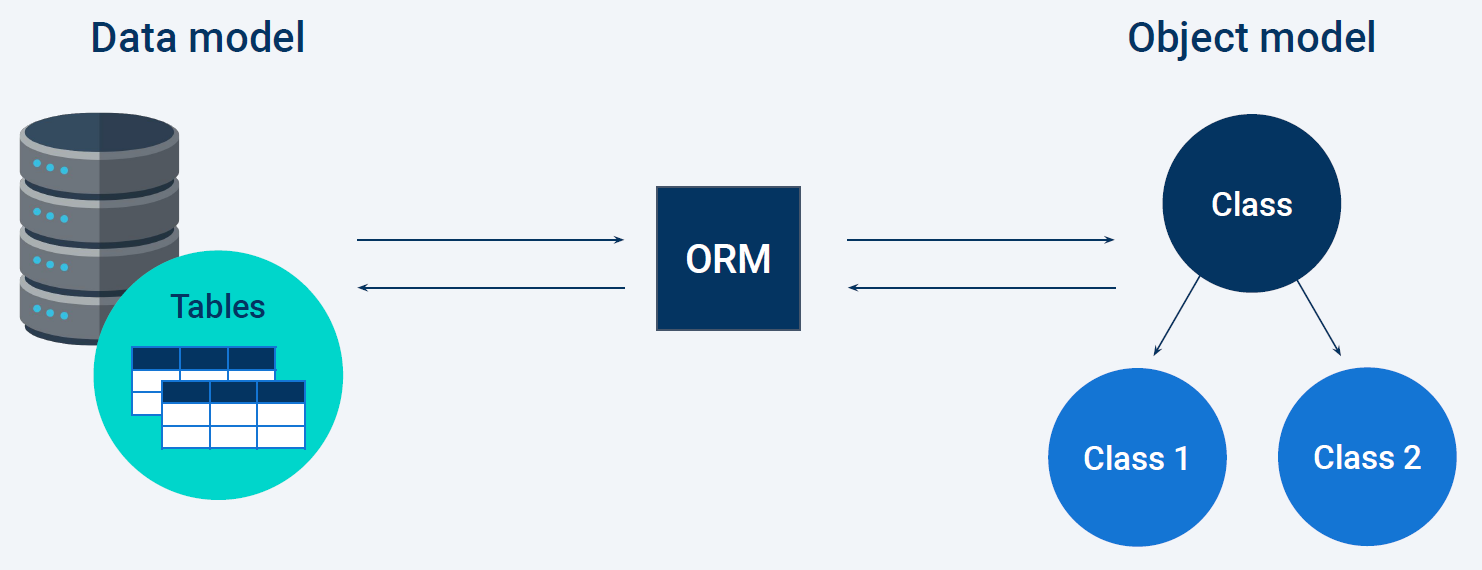 Data model
Object model
Tables
ORM
Class
Class 1
Class 2